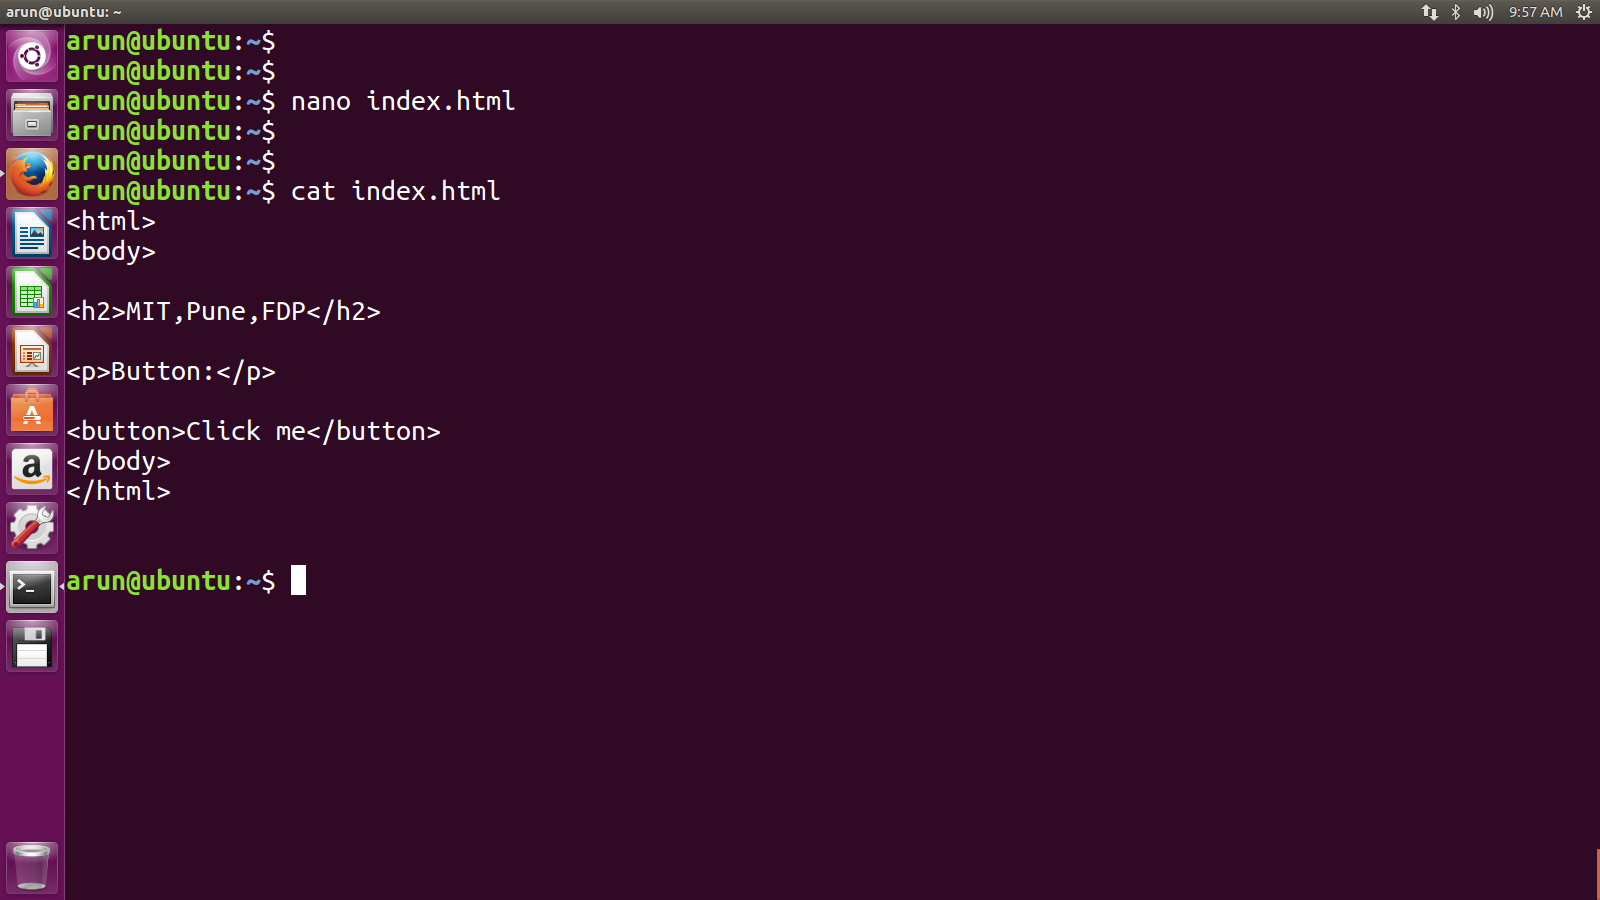 arun@ubuntu: ~
9:57 AM
arun@ubuntu:~$
arun@ubuntu:~$
arun@ubuntu:~$ nano index.html
arun@ubuntu:~$
arun@ubuntu:~$
arun@ubuntu:~$ cat index.html
<html>
<body>
<h2>MIT,Pune,FDP</h2>
<p>Button:</p>
<button>Click me</button>
</body>
</html>
arun@ubuntu:~$